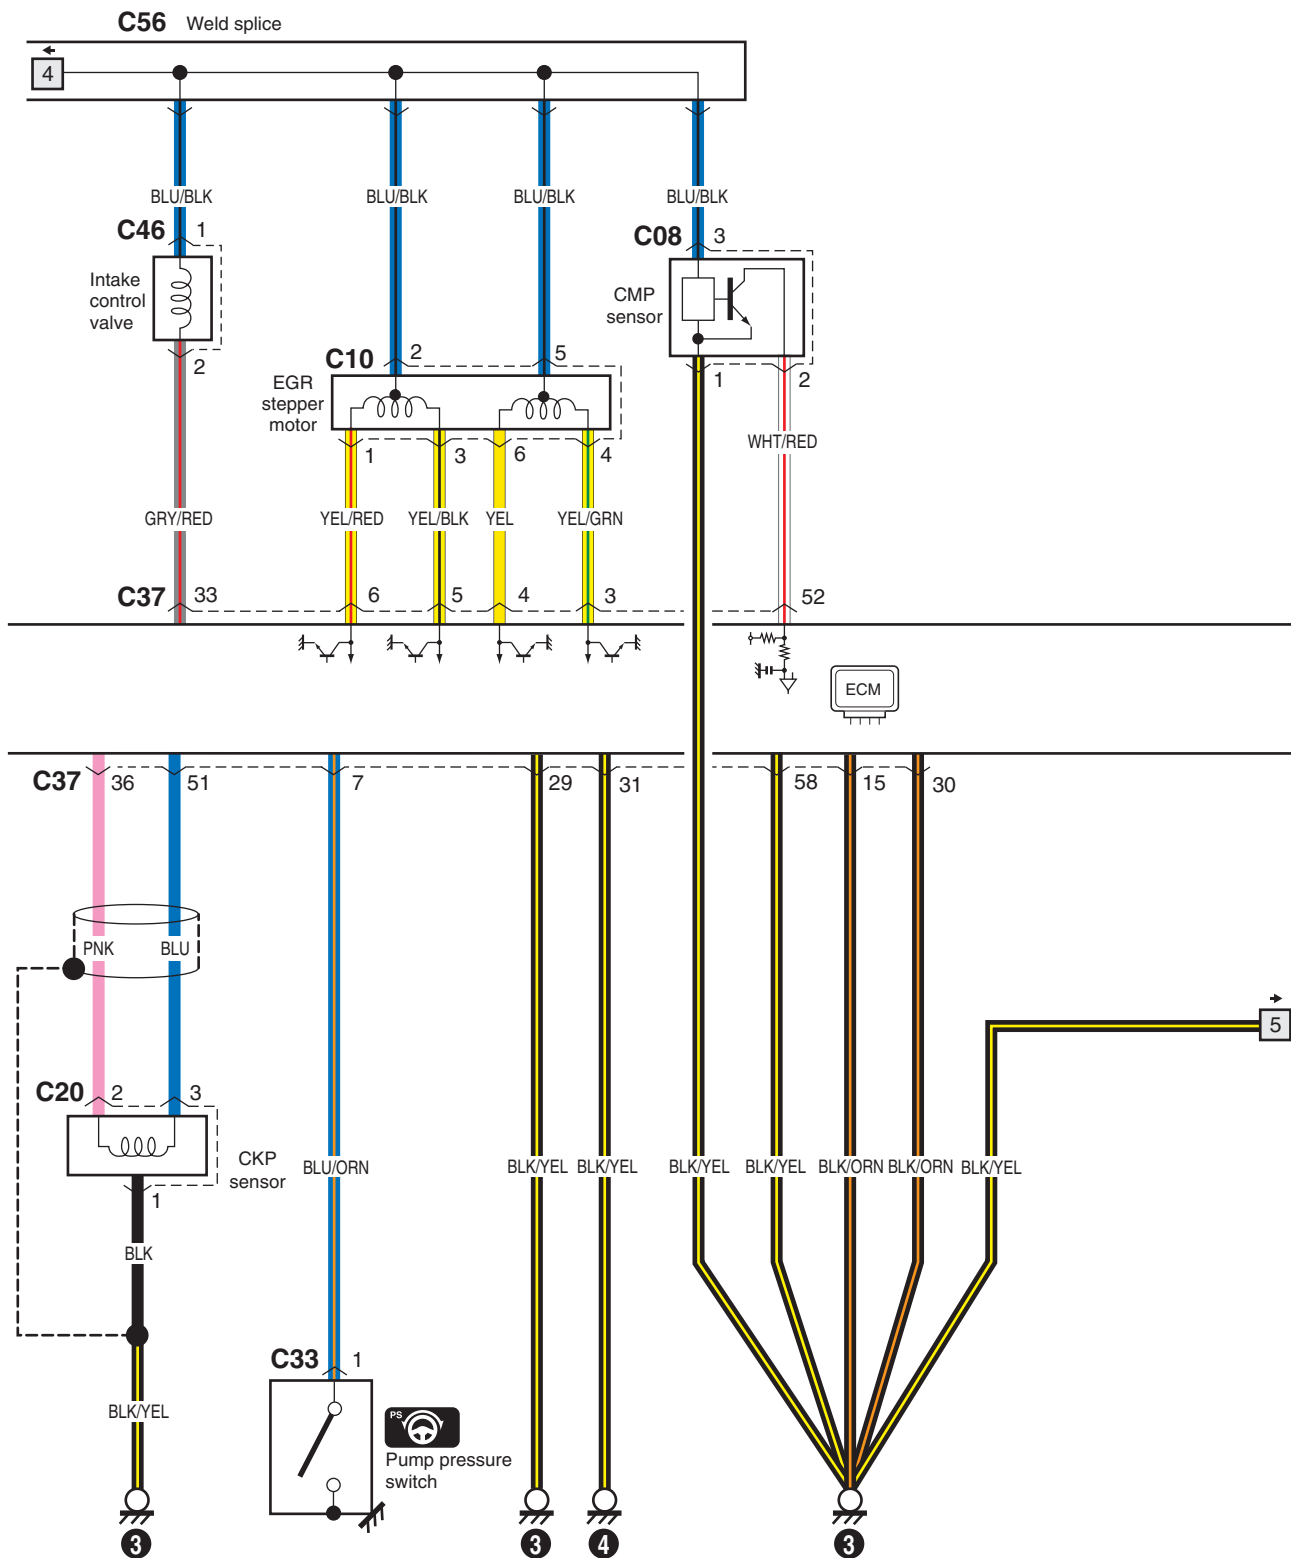 C56 Weld splice
4
BLU/BLK BLU/BLK BLU/BLK BLU/BLK
C46 1
C08 3
Intake
control
valve
CMP
sensor
2
C10 2 5
1 2
EGR
stepper
motor
1 3 6 4
WHT/RED
GRY/RED YEL/RED YEL/BLK YEL YEL/GRN
C37 33 6 5 4 3 52
ECM
C37 36 51 7 29 31 58 15 30
PNK BLU
5
C20 2 3
CKP
sensor
BLU/ORN BLK/YEL BLK/YEL BLK/YEL BLK/YEL BLK/ORN BLK/ORN BLK/YEL
1
BLK
C33 1
BLK/YEL
PS
Pump pressure
switch
3 3 4 3